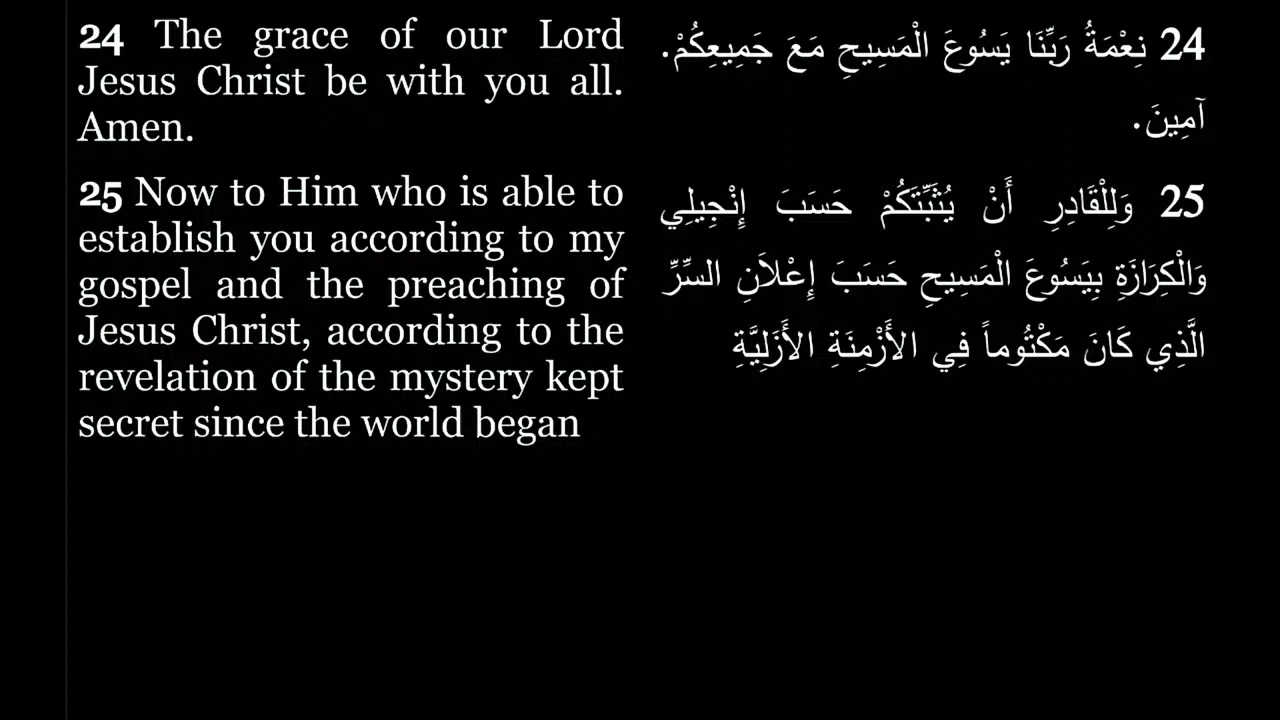 24 The grace of our Lord
Jesus Christ be with you all.
Amen.
25 Now to Him who is able to
establish you according to my
gospel and the preaching of
Jesus Christ, according to the
revelation of the mystery kept
secret since the world began
24 نِعْمَةُ رَبِّنَا يَسُوعَ الْمَسِيحِ مَعَ جَمِيعِكُمْ.
آمِينَ.
25 وَلِلْقَادِرِ أَنْ يُثَبِّتَكُمْ حَسَبَ إِنْجِيلِي
وَالْكِرَازَةِ بِيَسُوعَ الْمَسِيحِ حَسَبَ إِعْلاَنِ السِّرِّ
الَّذِي كَانَ مَكْتُوماً فِي الأَزْمِنَةِ الأَزَلِيَّةِ